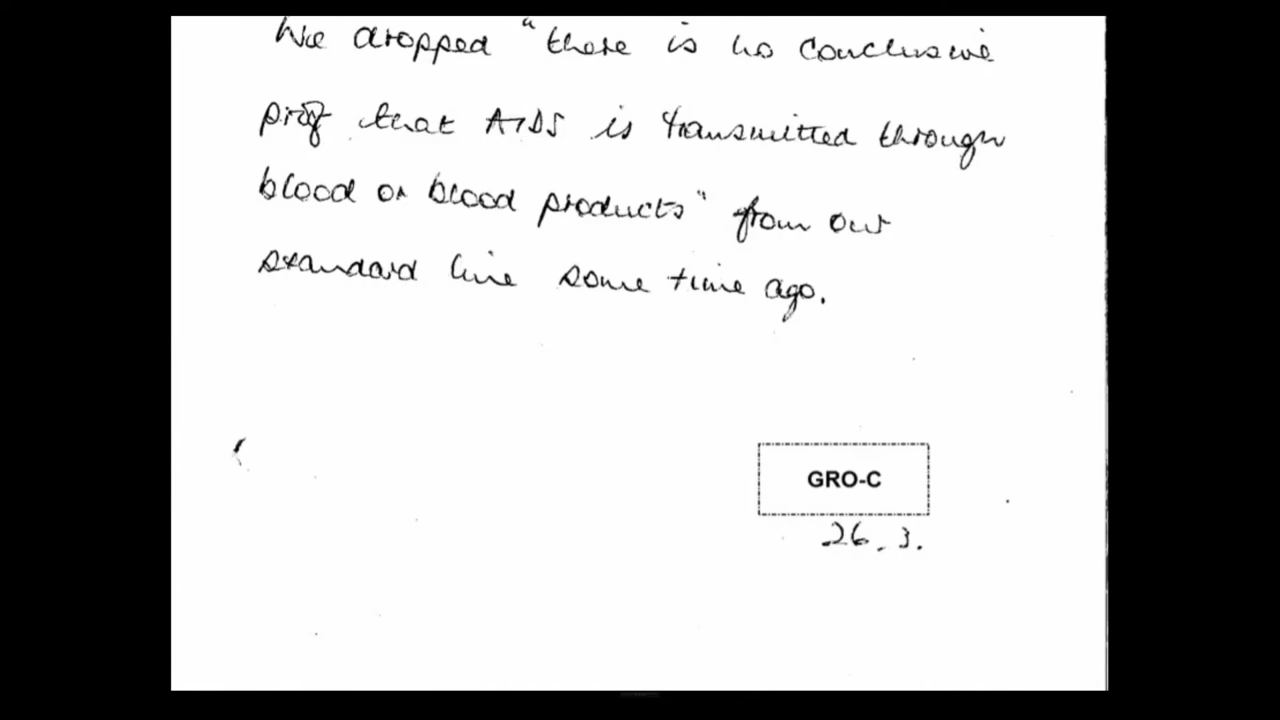 We dropped "there is no conclusive
proof that AIDS is transmitted through
blood or blood products" from our
standard line some time ago.
GRO-C
26.3.